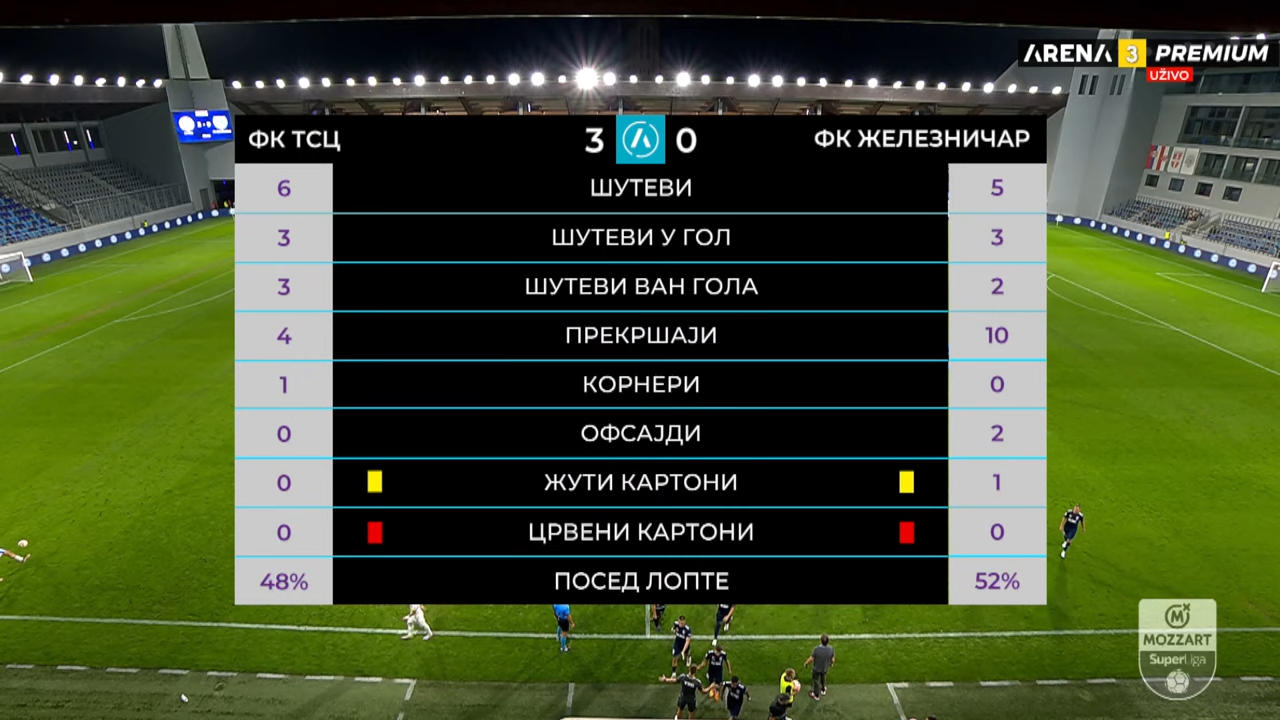 ARENA 3 PREMIUM
UŽIVO
ФК ТСЦ 3 0 ФК ЖЕЛЕЗНИЧАР
6 ШУТЕВИ 5
3 ШУТЕВИ У ГОЛ 3
3 ШУТЕВИ ВАН ГОЛА 2
4 ПРЕКРШАЈИ 10
1 КОРНЕРИ 0
0 ОФСАЈДИ 2
0 ЖУТИ КАРТОНИ 1
0 ЦРВЕНИ КАРТОНИ 0
48% ПОСЕД ЛОПТЕ 52%
MOZZART
SuperLiga